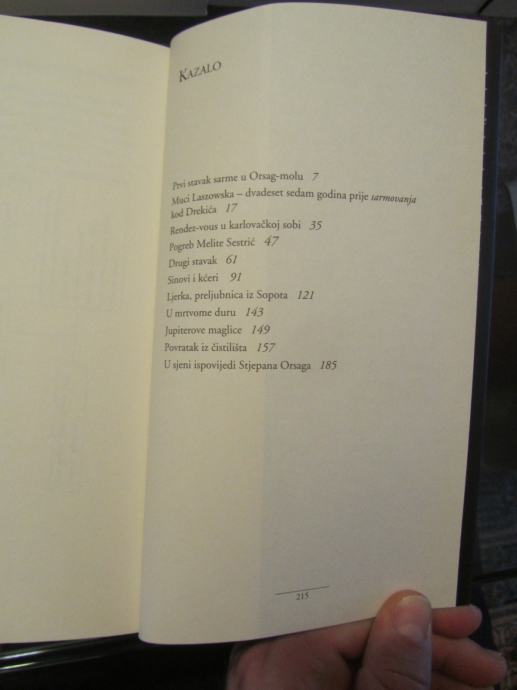 KAZALO
Prvi stavak sarme u Orsag-molu 7
Muci Laszowska – dvadeset sedam godina prije sarmovanja
kod Drekića 17
Rendez-vous u karlovačkoj sobi 35
Pogreb Melite Sestrić 47
Drugi stavak 61
Sinovi i kćeri 91
Ljerka, preljubnica iz Sopota 121
U mrtvome duru 143
Jupiterove maglice 149
Povratak iz čistilišta 157
U sjeni ispovijedi Stjepana Orsaga 185
215